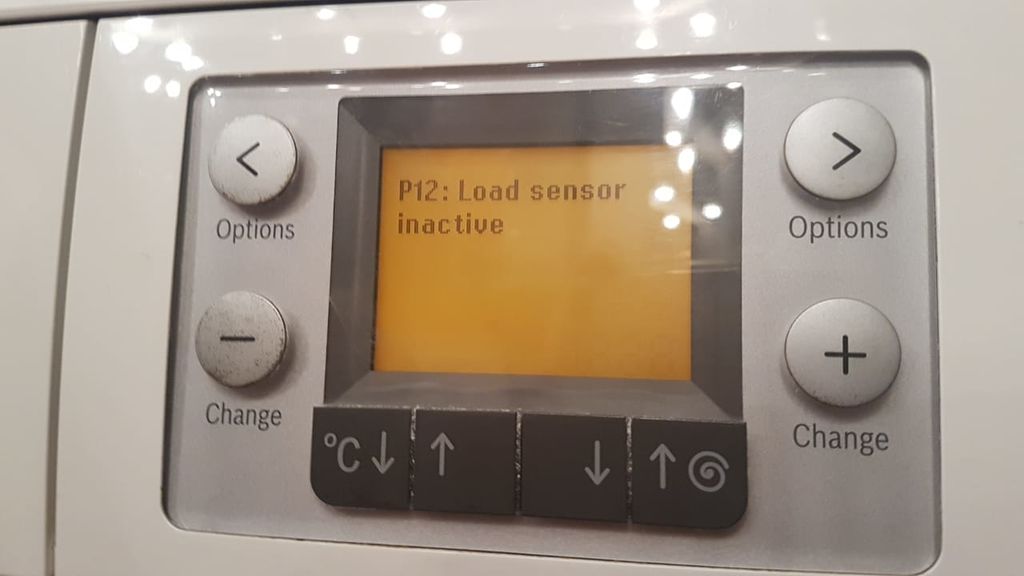 P12: Load sensor
inactive
< Options
> Options
− Change
+ Change
°C ↓ ↑ ↓ ↑